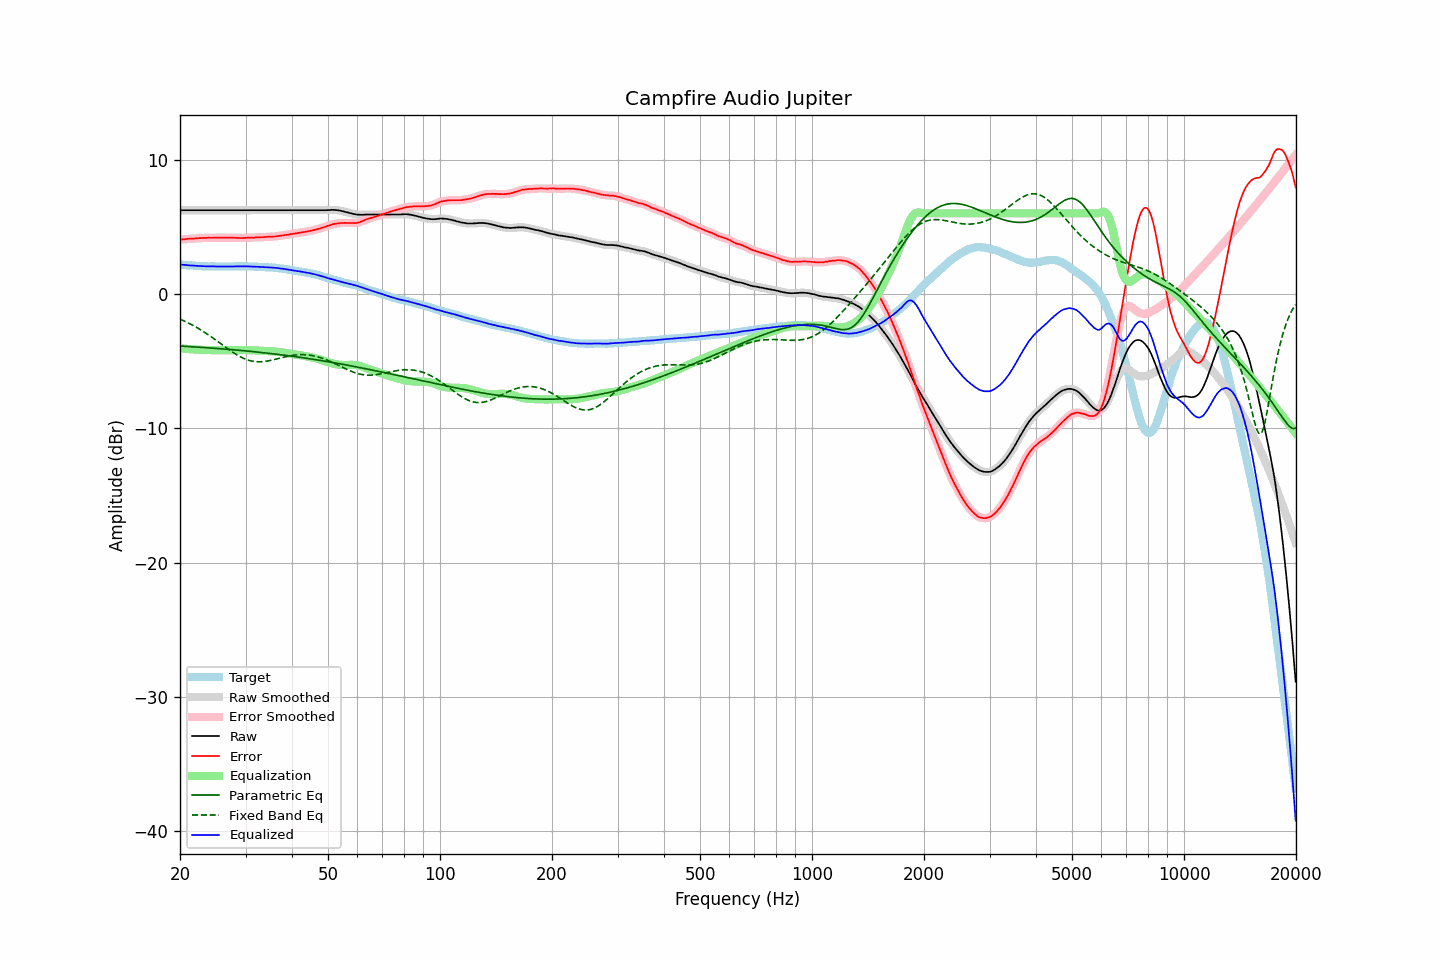 Campfire Audio Jupiter
10
0
−10
−20
−30
−40
Amplitude (dBr)
Target
Raw Smoothed
Error Smoothed
Raw
Error
Equalization
Parametric Eq
Fixed Band Eq
Equalized
20 50 100 200 500 1000 2000 5000 10000 20000
Frequency (Hz)